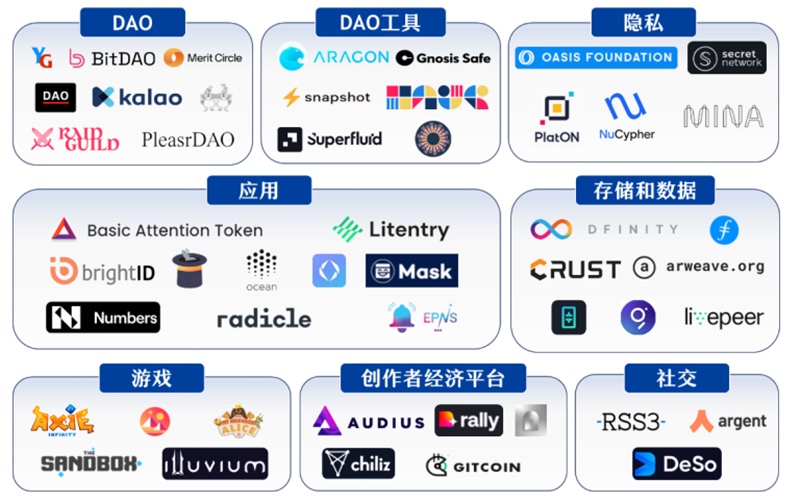 DAO
YG BitDAO Merit Circle
DAO kalao
RAID GUILD PleasrDAO
DAO工具
ARAGON Gnosis Safe
snapshot
Superfluid
隐私
OASIS FOUNDATION secret network
PlatON NuCypher MINA
应用
Basic Attention Token Litentry
brightID ocean Mask
Numbers radicle EPNS
存储和数据
DFINITY
CRUST a arweave.org
livepeer
游戏
AXIE INFINITY MY NEIGHBOR ALICE
THE SANDBOX ILLUVIUM
创作者经济平台
AUDIUS rally
chiliz GITCOIN
社交
-RSS3- argent
DeSo